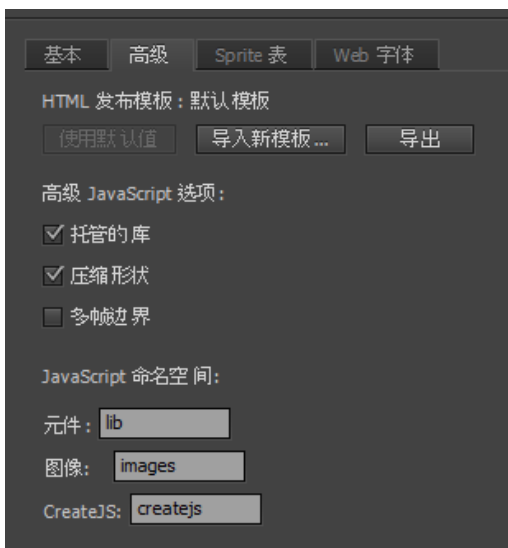 基本 高级 Sprite 表 Web 字体
HTML 发布模板 : 默认模板
使用默认值 导入新模板... 导出
高级 JavaScript 选项 :
托管的库
压缩形状
多帧边界
JavaScript 命名空间:
元件 : lib
图像: images
CreateJS: createjs